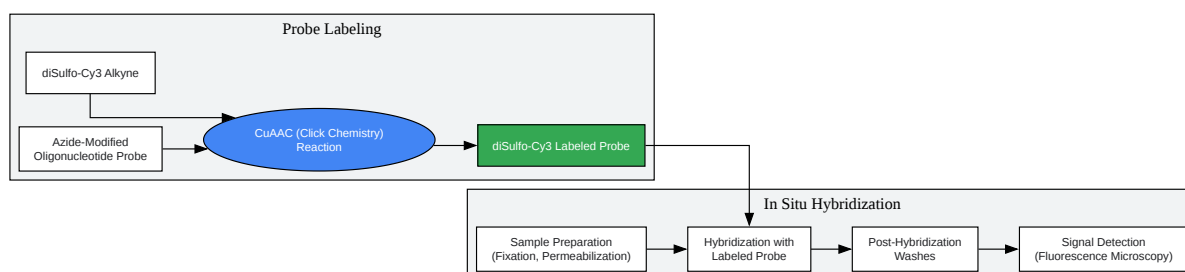 Probe Labeling
diSulfo-Cy3 Alkyne
Azide-Modified
Oligonucleotide Probe
CuAAC (Click Chemistry)
Reaction
diSulfo-Cy3 Labeled Probe
In Situ Hybridization
Sample Preparation
(Fixation, Permeabilization)
Hybridization with
Labeled Probe
Post-Hybridization
Washes
Signal Detection
(Fluorescence Microscopy)